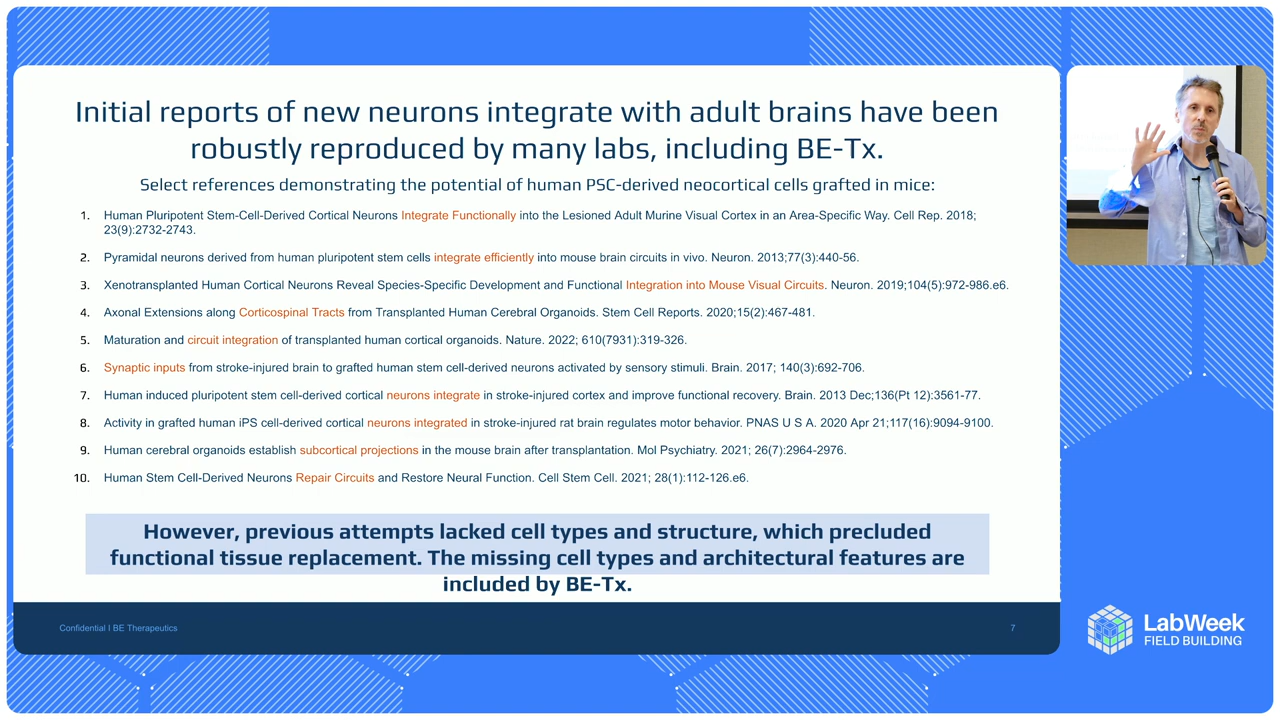 Initial reports of new neurons integrate with adult brains have been
robustly reproduced by many labs, including BE-Tx.
Select references demonstrating the potential of human PSC-derived neocortical cells grafted in mice:
1. Human Pluripotent Stem-Cell-Derived Cortical Neurons Integrate Functionally into the Lesioned Adult Murine Visual Cortex in an Area-Specific Way. Cell Rep. 2018;
23(9):2732-2743.
2. Pyramidal neurons derived from human pluripotent stem cells integrate efficiently into mouse brain circuits in vivo. Neuron. 2013;77(3):440-56.
3. Xenotransplanted Human Cortical Neurons Reveal Species-Specific Development and Functional Integration into Mouse Visual Circuits. Neuron. 2019;104(5):972-986.e6.
4. Axonal Extensions along Corticospinal Tracts from Transplanted Human Cerebral Organoids. Stem Cell Reports. 2020;15(2):467-481.
5. Maturation and circuit integration of transplanted human cortical organoids. Nature. 2022; 610(7931):319-326.
6. Synaptic inputs from stroke-injured brain to grafted human stem cell-derived neurons activated by sensory stimuli. Brain. 2017; 140(3):692-706.
7. Human induced pluripotent stem cell-derived cortical neurons integrate in stroke-injured cortex and improve functional recovery. Brain. 2013 Dec;136(Pt 12):3561-77.
8. Activity in grafted human iPS cell-derived cortical neurons integrated in stroke-injured rat brain regulates motor behavior. PNAS U S A. 2020 Apr 21;117(16):9094-9100.
9. Human cerebral organoids establish subcortical projections in the mouse brain after transplantation. Mol Psychiatry. 2021; 26(7):2964-2976.
10. Human Stem Cell-Derived Neurons Repair Circuits and Restore Neural Function. Cell Stem Cell. 2021; 28(1):112-126.e6.
However, previous attempts lacked cell types and structure, which precluded
functional tissue replacement. The missing cell types and architectural features are
included by BE-Tx.
Confidential I BE Therapeutics
7
LabWeek
FIELD BUILDING